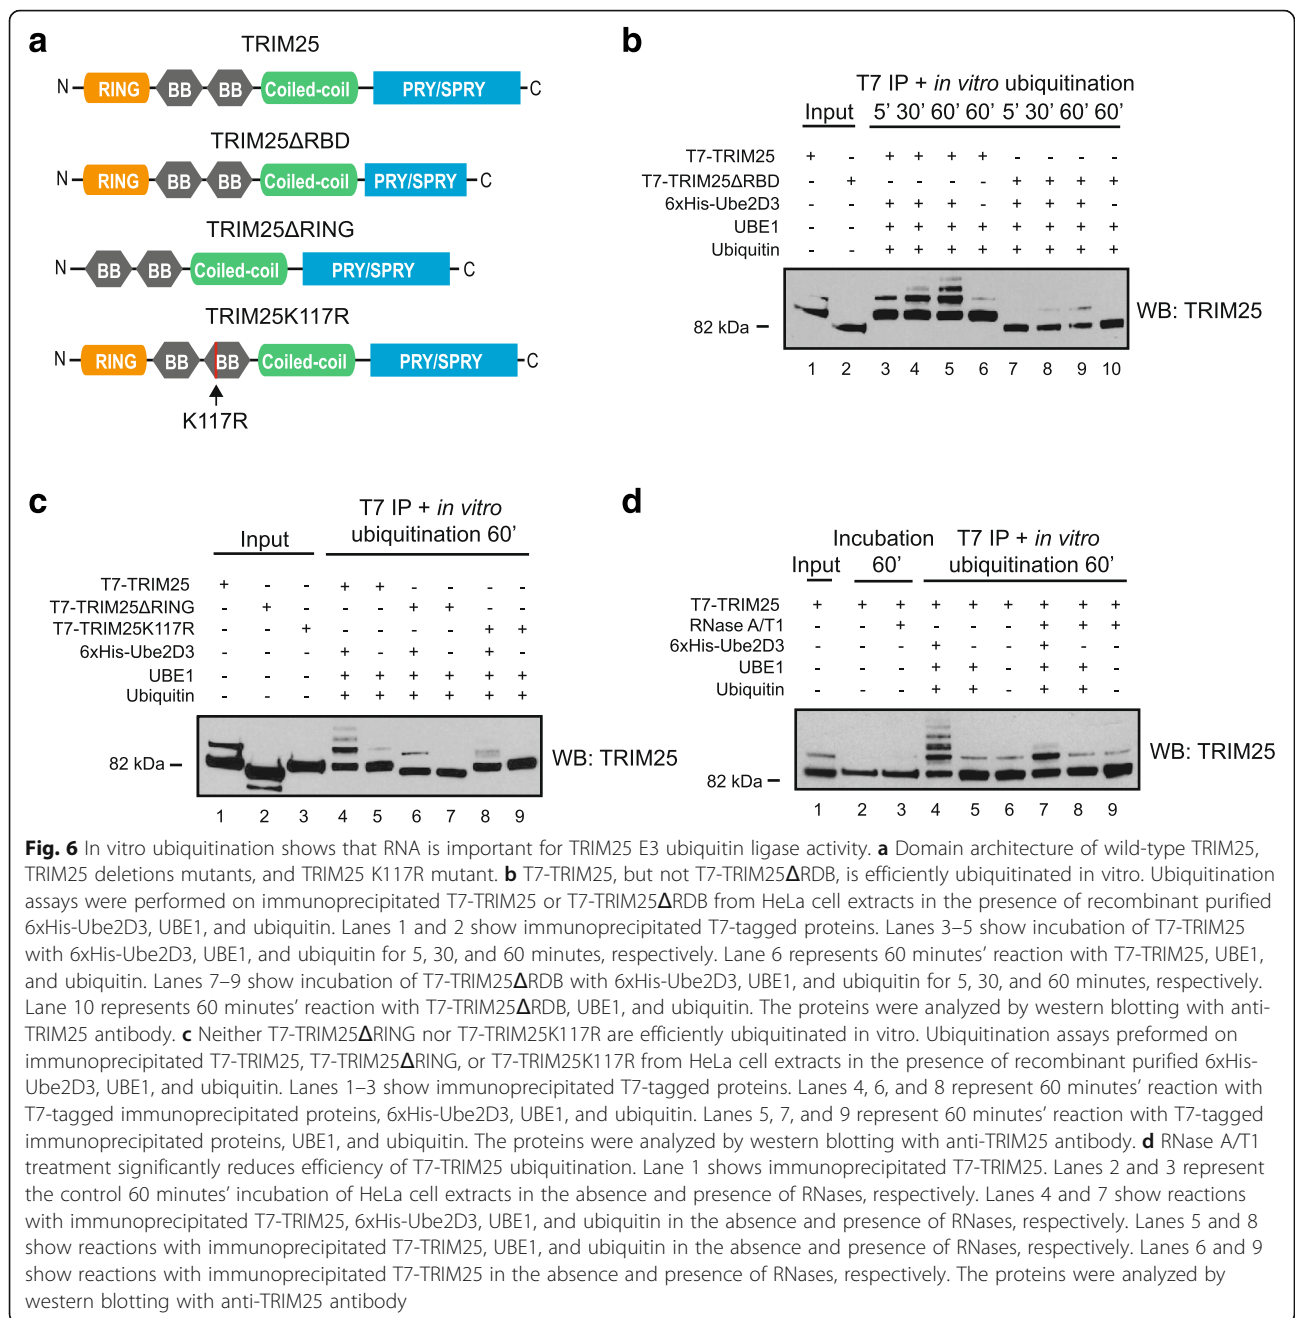 a
TRIM25
N RING BB BB Coiled-coil PRY/SPRY C
TRIM25ΔRBD
N RING BB BB Coiled-coil PRY/SPRY C
TRIM25ΔRING
N BB BB Coiled-coil PRY/SPRY C
TRIM25K117R
N RING BB BB Coiled-coil PRY/SPRY C
K117R
b
T7 IP + in vitro ubiquitination
Input 5’ 30’ 60’ 60’ 5’ 30’ 60’ 60’
T7-TRIM25 + - + + + + - - - -
T7-TRIM25ΔRBD - + - - - - + + + +
6xHis-Ube2D3 - - + + + - + + + -
UBE1 - - + + + + + + + +
Ubiquitin - - + + + + + + + +
82 kDa
WB: TRIM25
1 2 3 4 5 6 7 8 9 10
c
T7 IP + in vitro
Input ubiquitination 60’
T7-TRIM25 + - - + + - - - -
T7-TRIM25ΔRING - + - - - + + - -
T7-TRIM25K117R - - + - - - - + +
6xHis-Ube2D3 - - - + - + - + -
UBE1 - - - + + + + + +
Ubiquitin - - - + + + + + +
82 kDa
WB: TRIM25
1 2 3 4 5 6 7 8 9
d
Incubation T7 IP + in vitro
Input 60’ ubiquitination 60’
T7-TRIM25 + + + + + + + + +
RNase A/T1 - - + - - - + + +
6xHis-Ube2D3 - - - + - - + - -
UBE1 - - - + + - + + -
Ubiquitin - - - + + - + + -
82 kDa
WB: TRIM25
1 2 3 4 5 6 7 8 9
Fig. 6 In vitro ubiquitination shows that RNA is important for TRIM25 E3 ubiquitin ligase activity. a Domain architecture of wild-type TRIM25,
TRIM25 deletions mutants, and TRIM25 K117R mutant. b T7-TRIM25, but not T7-TRIM25ΔRDB, is efficiently ubiquitinated in vitro. Ubiquitination
assays were performed on immunoprecipitated T7-TRIM25 or T7-TRIM25ΔRDB from HeLa cell extracts in the presence of recombinant purified
6xHis-Ube2D3, UBE1, and ubiquitin. Lanes 1 and 2 show immunoprecipitated T7-tagged proteins. Lanes 3–5 show incubation of T7-TRIM25
with 6xHis-Ube2D3, UBE1, and ubiquitin for 5, 30, and 60 minutes, respectively. Lane 6 represents 60 minutes’ reaction with T7-TRIM25, UBE1,
and ubiquitin. Lanes 7–9 show incubation of T7-TRIM25ΔRDB with 6xHis-Ube2D3, UBE1, and ubiquitin for 5, 30, and 60 minutes, respectively.
Lane 10 represents 60 minutes’ reaction with T7-TRIM25ΔRDB, UBE1, and ubiquitin. The proteins were analyzed by western blotting with anti-
TRIM25 antibody. c Neither T7-TRIM25ΔRING nor T7-TRIM25K117R are efficiently ubiquitinated in vitro. Ubiquitination assays preformed on
immunoprecipitated T7-TRIM25, T7-TRIM25ΔRING, or T7-TRIM25K117R from HeLa cell extracts in the presence of recombinant purified 6xHis-
Ube2D3, UBE1, and ubiquitin. Lanes 1–3 show immunoprecipitated T7-tagged proteins. Lanes 4, 6, and 8 represent 60 minutes’ reaction with
T7-tagged immunoprecipitated proteins, 6xHis-Ube2D3, UBE1, and ubiquitin. Lanes 5, 7, and 9 represent 60 minutes’ reaction with T7-tagged
immunoprecipitated proteins, UBE1, and ubiquitin. The proteins were analyzed by western blotting with anti-TRIM25 antibody. d RNase A/T1
treatment significantly reduces efficiency of T7-TRIM25 ubiquitination. Lane 1 shows immunoprecipitated T7-TRIM25. Lanes 2 and 3 represent
the control 60 minutes’ incubation of HeLa cell extracts in the absence and presence of RNases, respectively. Lanes 4 and 7 show reactions
with immunoprecipitated T7-TRIM25, 6xHis-Ube2D3, UBE1, and ubiquitin in the absence and presence of RNases, respectively. Lanes 5 and 8
show reactions with immunoprecipitated T7-TRIM25, UBE1, and ubiquitin in the absence and presence of RNases, respectively. Lanes 6 and 9
show reactions with immunoprecipitated T7-TRIM25 in the absence and presence of RNases, respectively. The proteins were analyzed by
western blotting with anti-TRIM25 antibody